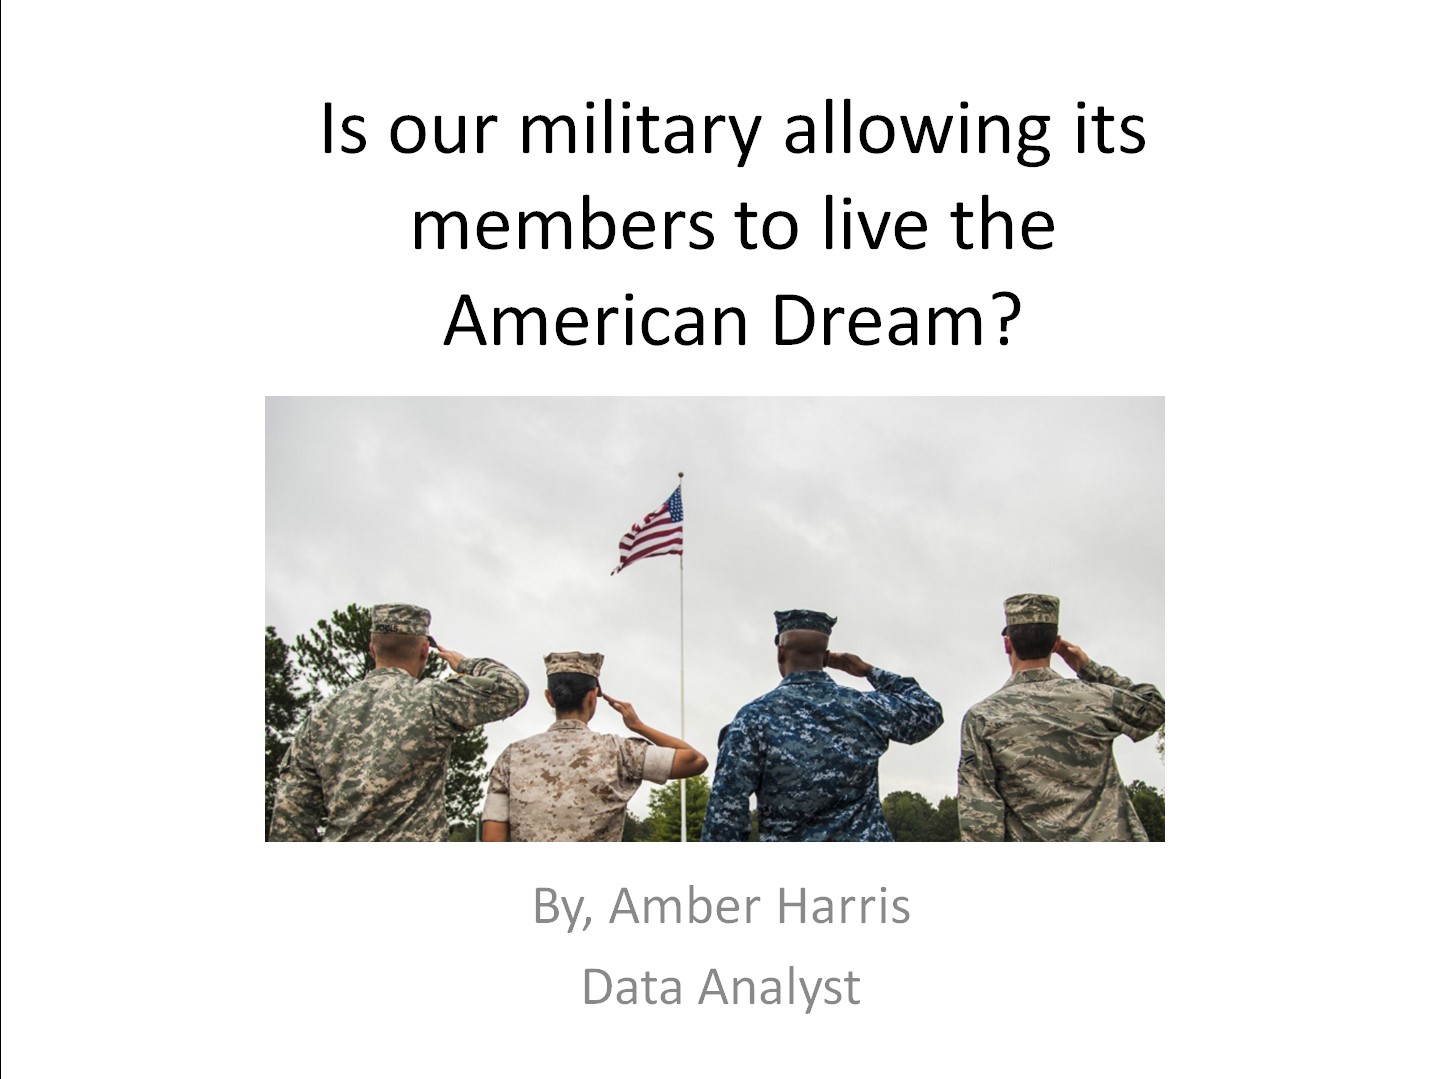 Is our military allowing its
members to live the
American Dream?
By, Amber Harris
Data Analyst